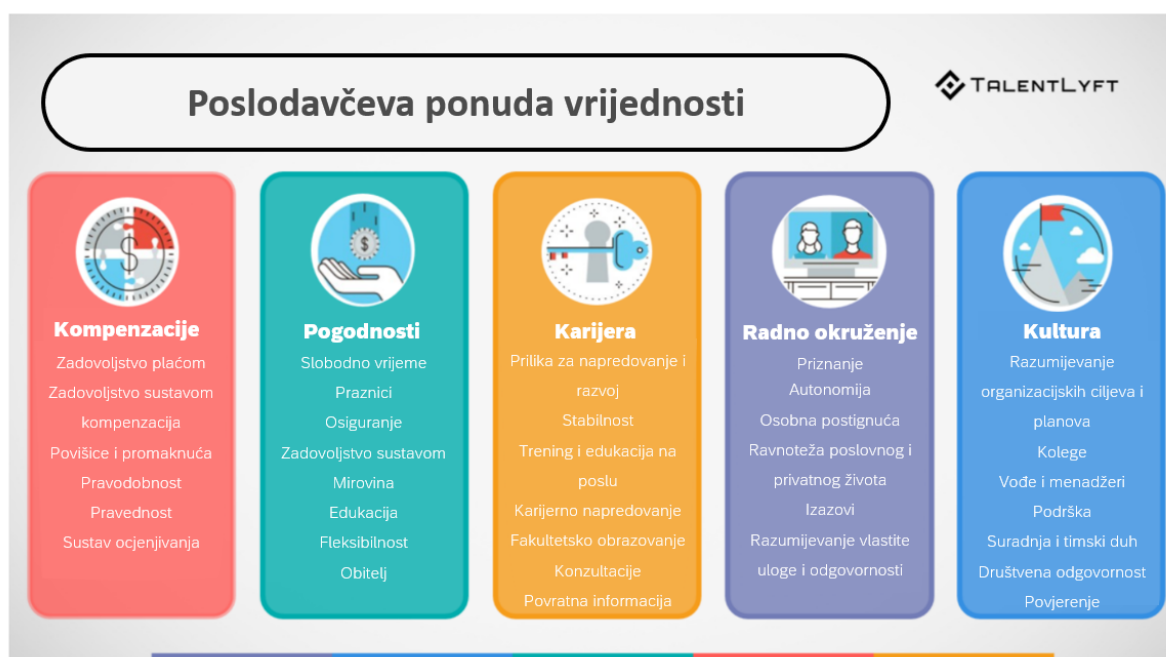 Poslodavčeva ponuda vrijednosti
TALENTLYFT
Kompenzacije
Zadovoljstvo plaćom
Zadovoljstvo sustavom
kompenzacija
Povišice i promaknuća
Pravodobnost
Pravednost
Sustav ocjenjivanja
Pogodnosti
Slobodno vrijeme
Praznici
Osiguranje
Zadovoljstvo sustavom
Mirovina
Edukacija
Fleksibilnost
Obitelj
Karijera
Prilika za napredovanje i
razvoj
Stabilnost
Trening i edukacija na
poslu
Karijerno napredovanje
Fakultetsko obrazovanje
Konzultacije
Povratna informacija
Radno okruženje
Priznanje
Autonomija
Osobna postignuća
Ravnoteža poslovnog i
privatnog života
Izazovi
Razumijevanje vlastite
uloge i odgovornosti
Kultura
Razumijevanje
organizacijskih ciljeva i
planova
Kolege
Vođe i menadžeri
Podrška
Suradnja i timski duh
Društvena odgovornost
Povjerenje